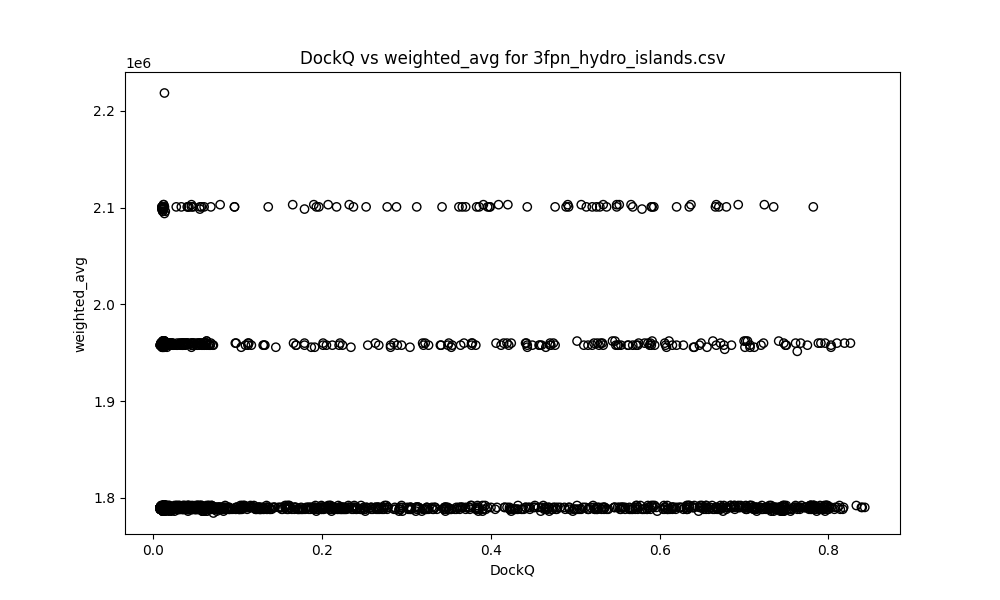 DockQ vs weighted_avg for 3fpn_hydro_islands.csv
1e6
2.2
2.1
2.0
1.9
1.8
weighted_avg
0.0 0.2 0.4 0.6 0.8
DockQ